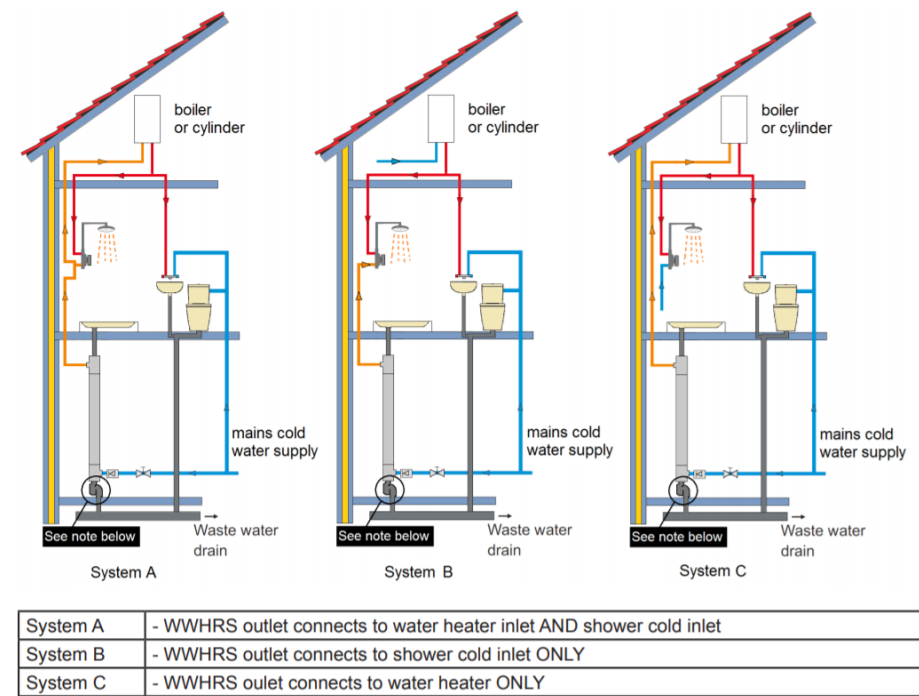 boiler
or cylinder
boiler
or cylinder
boiler
or cylinder
mains cold
water supply
mains cold
water supply
mains cold
water supply
See note below
Waste water
drain
See note below
Waste water
drain
See note below
Waste water
drain
System A
System B
System C
System A - WWHRS outlet connects to water heater inlet AND shower cold inlet
System B - WWHRS outlet connects to shower cold inlet ONLY
System C - WWHRS oulet connects to water heater ONLY